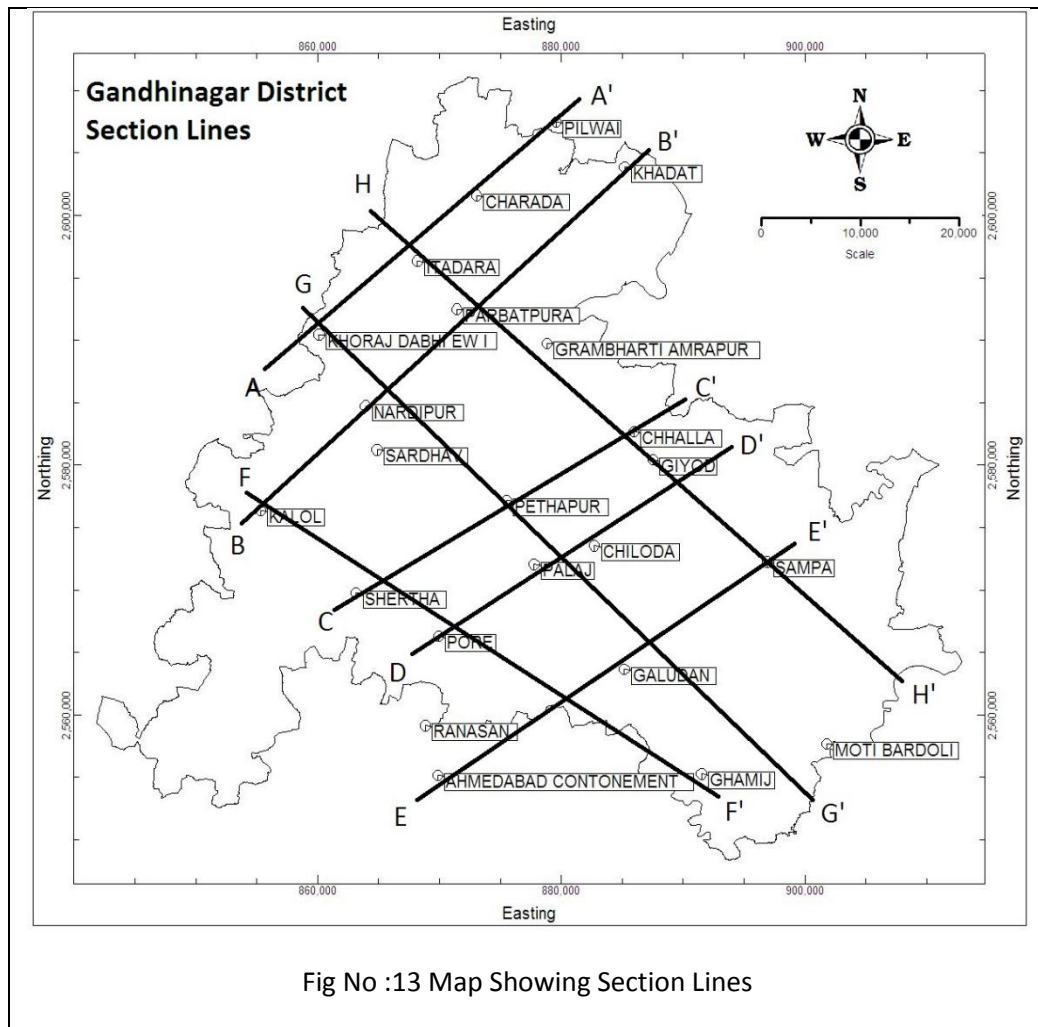 Easting
860,000 880,000 900,000
Gandhinagar District
Section Lines
A'
PILWAI
N
W E
S
B'
KHADAT
H
CHARADA
2,600,000
2,600,000
0 10,000 20,000
Scale
ITADARA
G
PARBATPURA
KHORAJ DABHI EW I
GRAMBHARTI AMRAPUR
A
C'
NARDIPUR
CHHALLA
D'
Northing
Northing
SARDHAV
GIYOD
2,580,000
2,580,000
F
PETHAPUR
KALOL
B
E'
CHILODA
PALAJ
SAMPA
SHERTHA
C
PORE
D
GALUDAN
H'
2,560,000
2,560,000
RANASAN
MOTI BARDOLI
AHMEDABAD CONTONEMENT
GHAMIJ
E
F'
G'
860,000 880,000 900,000
Easting
Fig No :13 Map Showing Section Lines